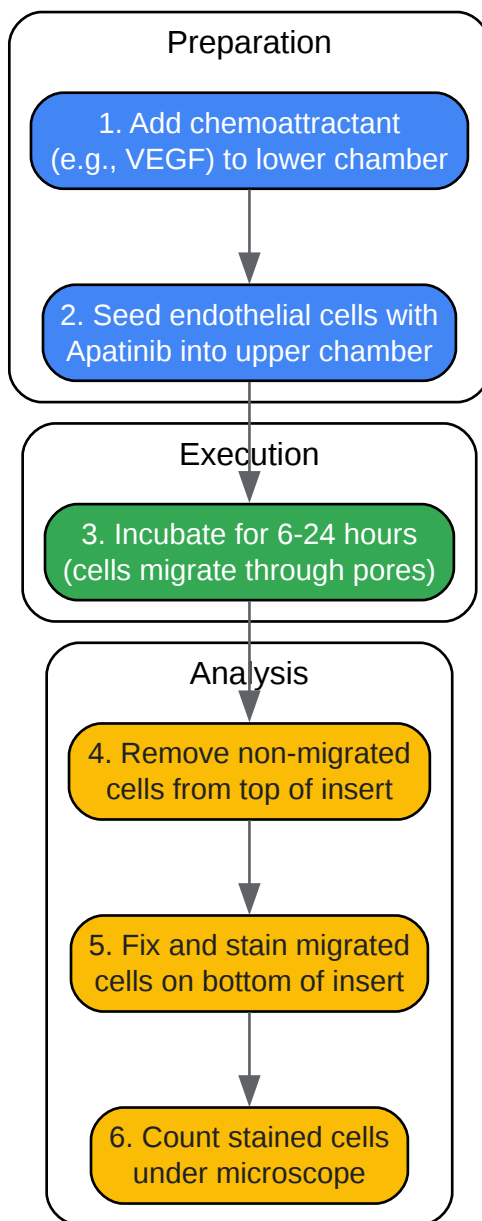 Preparation
1. Add chemoattractant
(e.g., VEGF) to lower chamber
2. Seed endothelial cells with
Apatinib into upper chamber
Execution
3. Incubate for 6-24 hours
(cells migrate through pores)
Analysis
4. Remove non-migrated
cells from top of insert
5. Fix and stain migrated
cells on bottom of insert
6. Count stained cells
under microscope